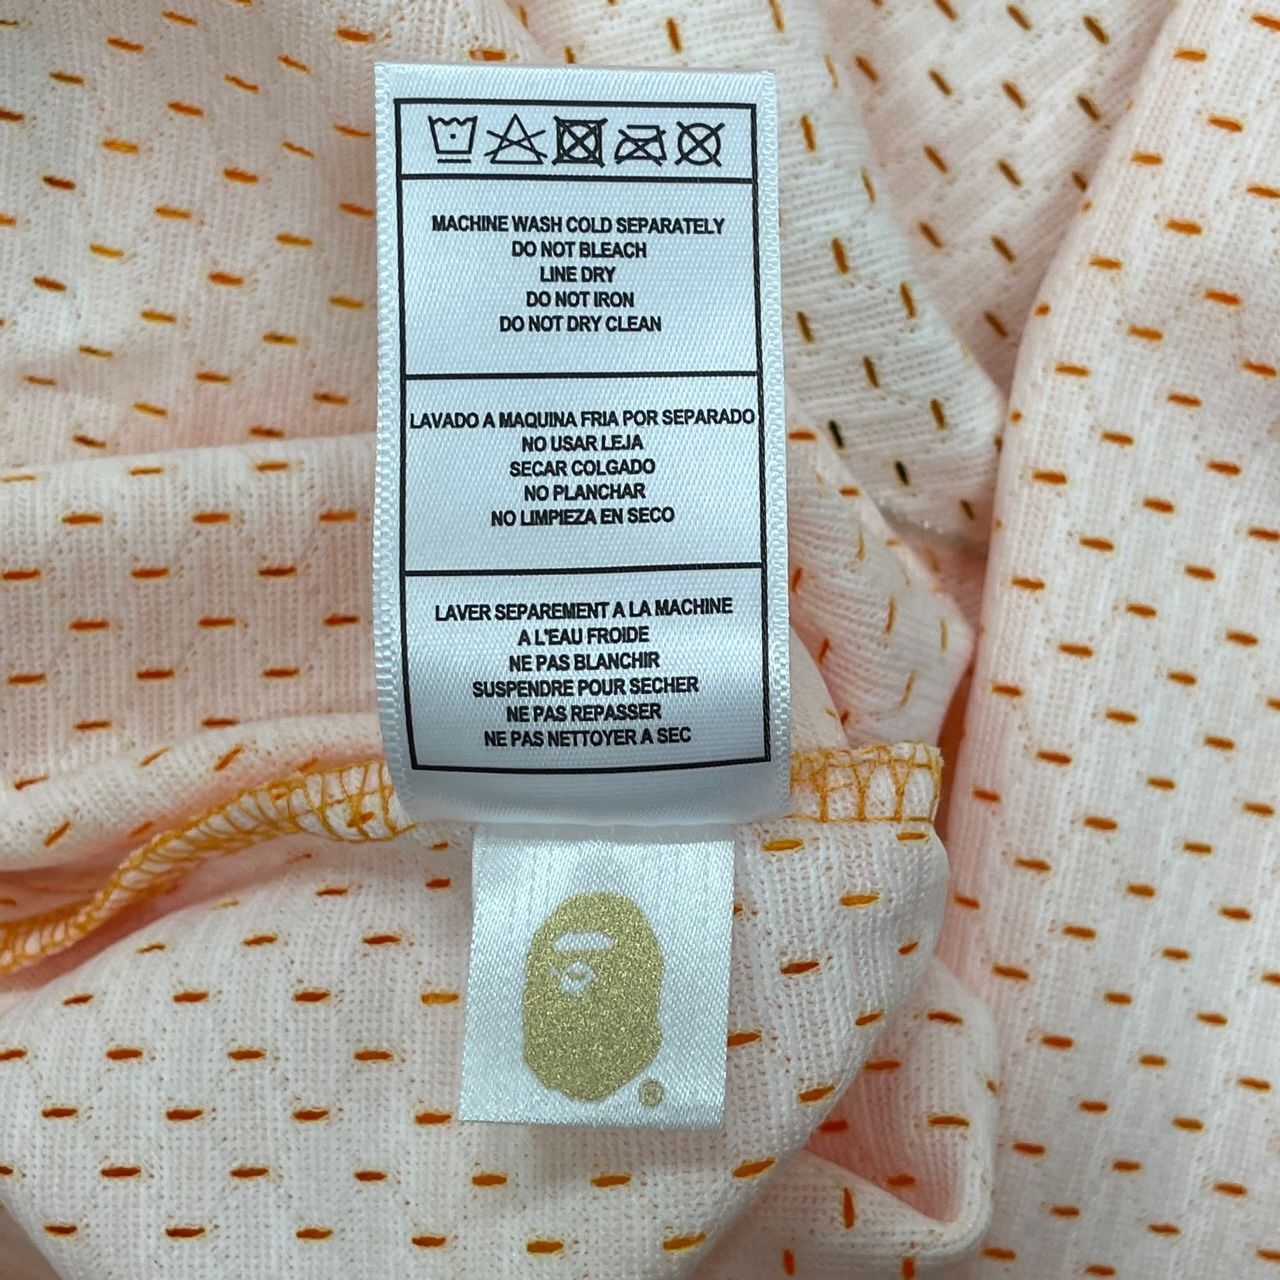 MACHINE WASH COLD SEPARATELY
DO NOT BLEACH
LINE DRY
DO NOT IRON
DO NOT DRY CLEAN
LAVADO A MAQUINA FRIA POR SEPARADO
NO USAR LEJA
SECAR COLGADO
NO PLANCHAR
NO LIMPIEZA EN SECO
LAVER SEPAREMENT A LA MACHINE
A L'EAU FROIDE
NE PAS BLANCHIR
SUSPENDRE POUR SECHER
NE PAS REPASSER
NE PAS NETTOYER A SEC
®